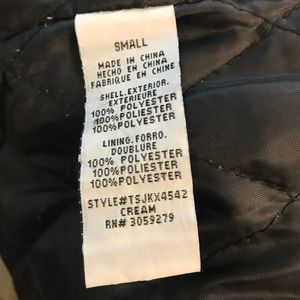 SMALL
MADE IN CHINA
HECHO EN CHINA
FABRIQUE EN CHINE
SHELL.EXTERIOR.
EXTERIEURE
100% POLYESTER
100% POLIESTER
100% POLYESTER
LINING.FORRO.
DOUBLURE
100% POLYESTER
100% POLIESTER
100% POLYESTER
STYLE#TSJKX4542
CREAM
RN# 3059279